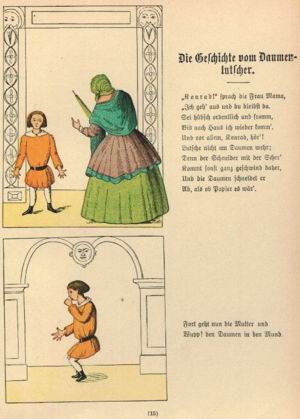 Die Geschichte vom Daumen-
lutscher.
„Konrad!“ sprach die Frau Mama,
„Ich geh’ aus und du bleibst da.
Sei hübsch ordentlich und fromm,
Bis nach Haus ich wieder komm’.
Und vor allem, Konrad, hör’!
Lutsche nicht am Daumen mehr;
Denn der Schneider mit der Scher’
Kommt sonst ganz geschwind daher,
Und die Daumen schneidet er
Ab, als ob Papier es wär’.
Fort geht nun die Mutter und
Wupp! den Daumen in den Mund.
(15)